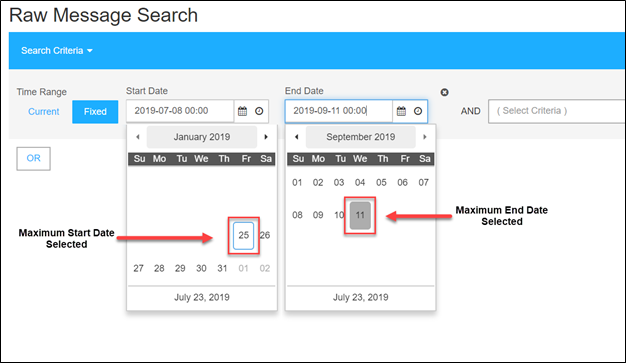 Raw Message Search
Search Criteria
Time Range
Start Date
End Date
Current
Fixed
2019-07-08 00:00
2019-09-11 00:00
AND
( Select Criteria )
OR
January 2019
Su Mo Tu We Th Fr Sa
25 26
27 28 29 30 31 01 02
July 23, 2019
September 2019
Su Mo Tu We Th Fr Sa
01 02 03 04 05 06 07
08 09 10 11
July 23, 2019
Maximum Start Date
Selected
Maximum End Date
Selected